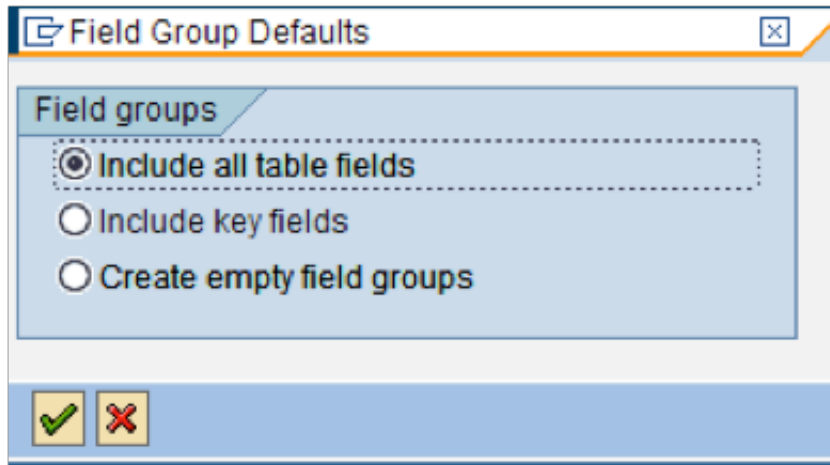 Field Group Defaults
Field groups
Include all table fields
Include key fields
Create empty field groups